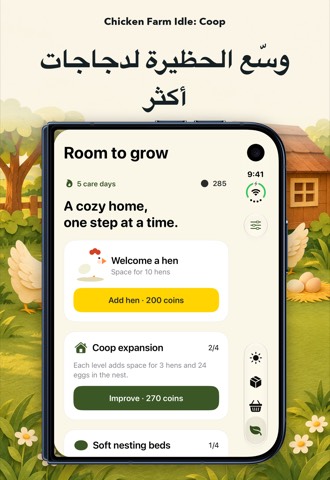 Chicken Farm Idle: Coop
وسّع الحظيرة لدجاجات
أكثر
Room to grow
9:41
5 care days
285
A cozy home,
one step at a time.
Welcome a hen
Space for 10 hens
Add hen · 200 coins
Coop expansion
2/4
Each level adds space for 3 hens and 24
eggs in the nest.
Improve · 270 coins
Soft nesting beds
1/4